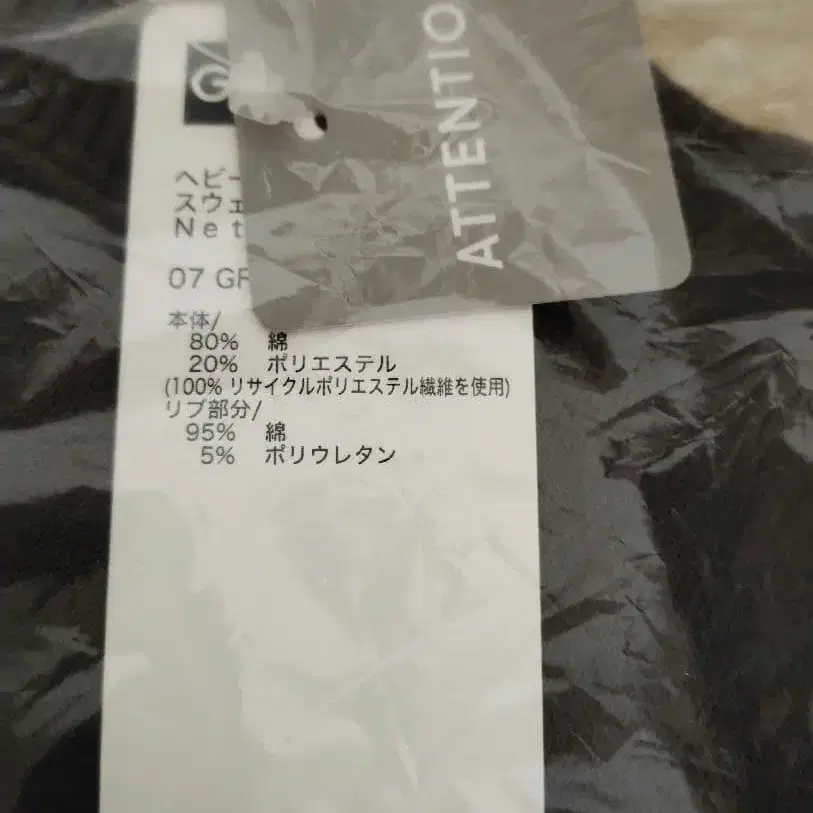 G
ATTENTIO
ヘビー
スウェ
Net
07 GR
本体/
80% 綿
20% ポリエステル
(100% リサイクルポリエステル繊維を使用)
リブ部分/
95% 綿
5% ポリウレタン